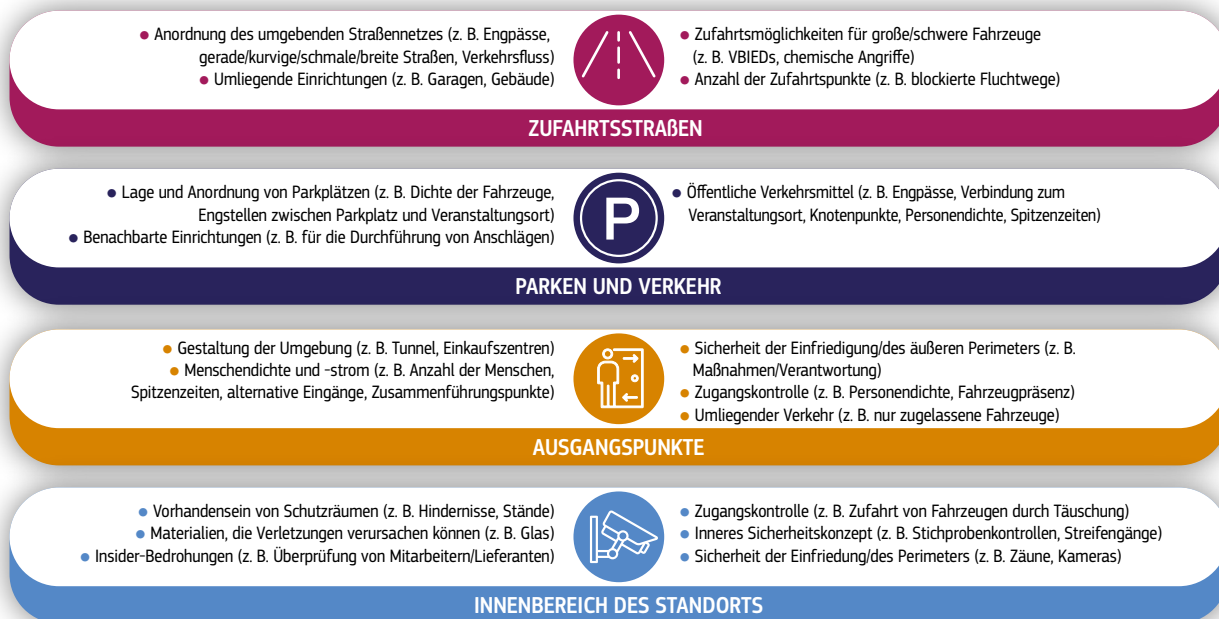 ● Anordnung des umgebenden Straßennetzes (z. B. Engpässe,
gerade/kurvige/schmale/breite Straßen, Verkehrsfluss)
● Umliegende Einrichtungen (z. B. Garagen, Gebäude)
● Zufahrtsmöglichkeiten für große/schwere Fahrzeuge
(z. B. VBIEDs, chemische Angriffe)
● Anzahl der Zufahrtspunkte (z. B. blockierte Fluchtwege)
ZUFAHRTSSTRAßEN
● Lage und Anordnung von Parkplätzen (z. B. Dichte der Fahrzeuge,
Engstellen zwischen Parkplatz und Veranstaltungsort)
● Benachbarte Einrichtungen (z. B. für die Durchführung von Anschlägen)
P
● Öffentliche Verkehrsmittel (z. B. Engpässe, Verbindung zum
Veranstaltungsort, Knotenpunkte, Personendichte, Spitzenzeiten)
PARKEN UND VERKEHR
● Gestaltung der Umgebung (z. B. Tunnel, Einkaufszentren)
● Menschendichte und -strom (z. B. Anzahl der Menschen,
Spitzenzeiten, alternative Eingänge, Zusammenführungspunkte)
● Sicherheit der Einfriedigung/des äußeren Perimeters (z. B.
Maßnahmen/Verantwortung)
● Zugangskontrolle (z. B. Personendichte, Fahrzeugpräsenz)
● Umliegender Verkehr (z. B. nur zugelassene Fahrzeuge)
AUSGANGSPUNKTE
● Vorhandensein von Schutzräumen (z. B. Hindernisse, Stände)
● Materialien, die Verletzungen verursachen können (z. B. Glas)
● Insider-Bedrohungen (z. B. Überprüfung von Mitarbeitern/Lieferanten)
● Zugangskontrolle (z. B. Zufahrt von Fahrzeugen durch Täuschung)
● Inneres Sicherheitskonzept (z. B. Stichprobenkontrollen, Streifengänge)
● Sicherheit der Einfriedung/des Perimeters (z. B. Zäune, Kameras)
INNENBEREICH DES STANDORTS